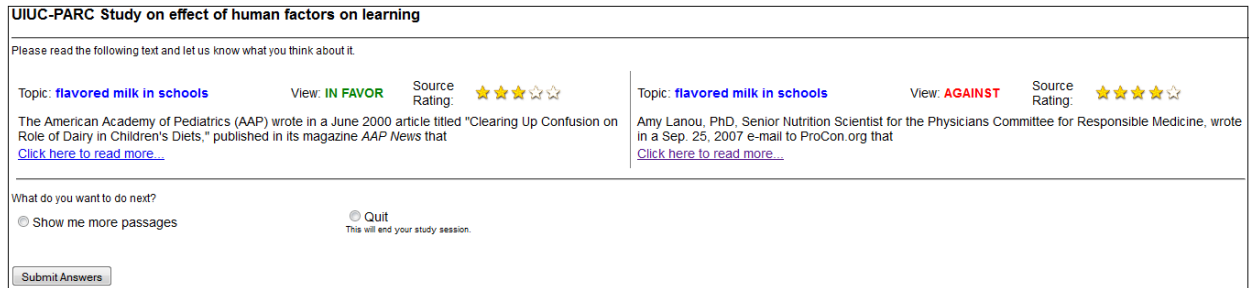 UIUC-PARC Study on effect of human factors on learning
Please read the following text and let us know what you think about it.
Topic: flavored milk in schools View: IN FAVOR Source Rating:
The American Academy of Pediatrics (AAP) wrote in a June 2000 article titled "Clearing Up Confusion on
Role of Dairy in Children's Diets," published in its magazine AAP News that
Click here to read more...
Topic: flavored milk in schools View: AGAINST Source Rating:
Amy Lanou, PhD, Senior Nutrition Scientist for the Physicians Committee for Responsible Medicine, wrote
in a Sep. 25, 2007 e-mail to ProCon.org that
Click here to read more...
What do you want to do next?
Show me more passages
Quit
This will end your study session.
Submit Answers